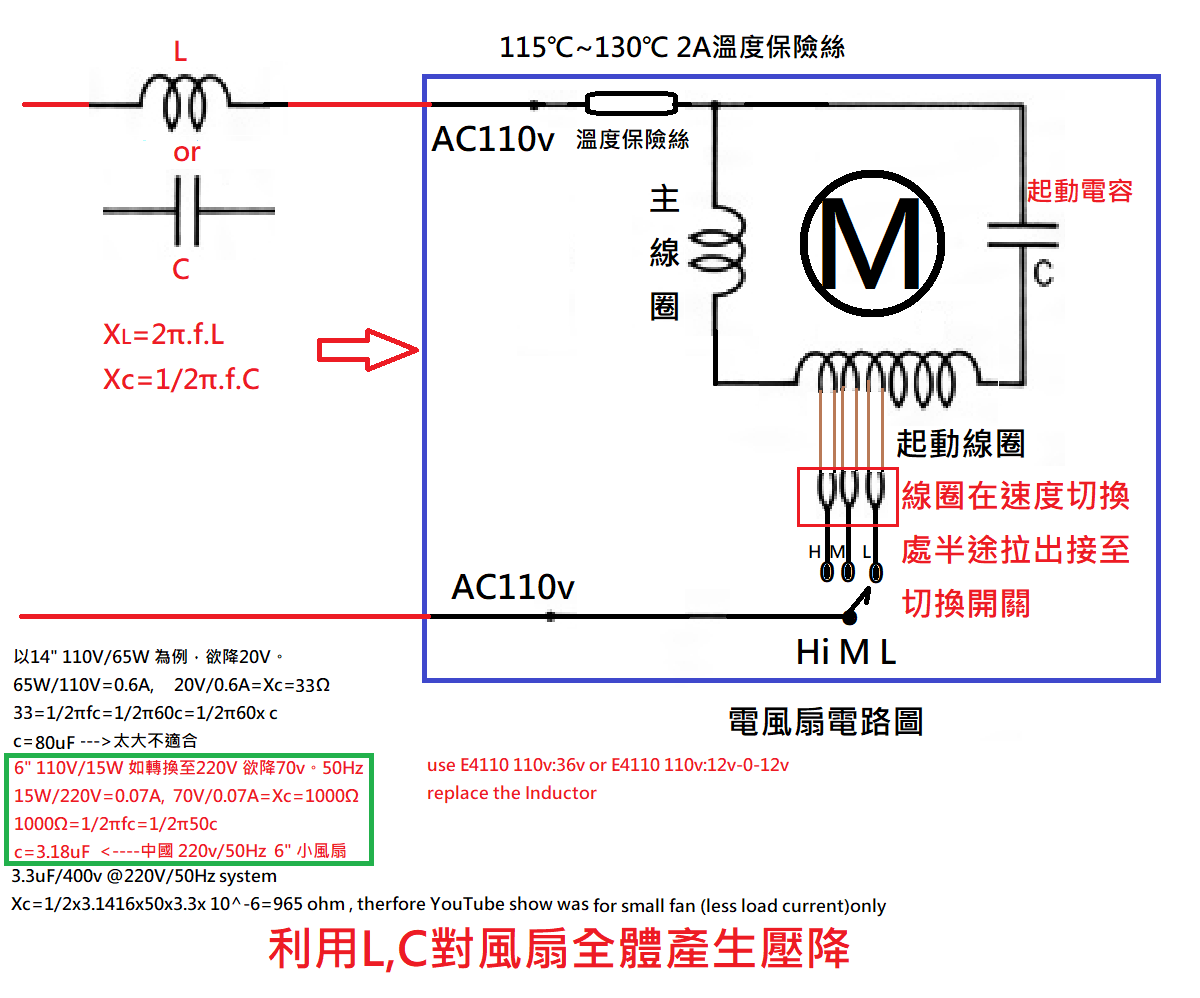 115℃~130℃ 2A溫度保險絲
L
or
C
XL=2π.f.L
Xc=1/2π.f.C
AC110v
溫度保險絲
主線圈
M
起動電容
C
起動線圈
線圈在速度切換
處半途拉出接至
切換開關
H M L
AC110v
Hi M L
電風扇電路圖
以14" 110V/65W 為例，欲降20V。
65W/110V=0.6A, 20V/0.6A=Xc=33Ω
33=1/2πfc=1/2π60c=1/2π60x c
c=80uF --->太大不適合
6" 110V/15W 如轉換至220V 欲降70v。50Hz
15W/220V=0.07A, 70V/0.07A=Xc=1000Ω
1000Ω=1/2πfc=1/2π50c
c=3.18uF <----中國 220v/50Hz 6" 小風扇
3.3uF/400v @220V/50Hz system
Xc=1/2x3.1416x50x3.3x 10^-6=965 ohm , therfore YouTube show was for small fan (less load current)only
use E4110 110v:36v or E4110 110v:12v-0-12v
replace the Inductor
利用L,C對風扇全體產生壓降